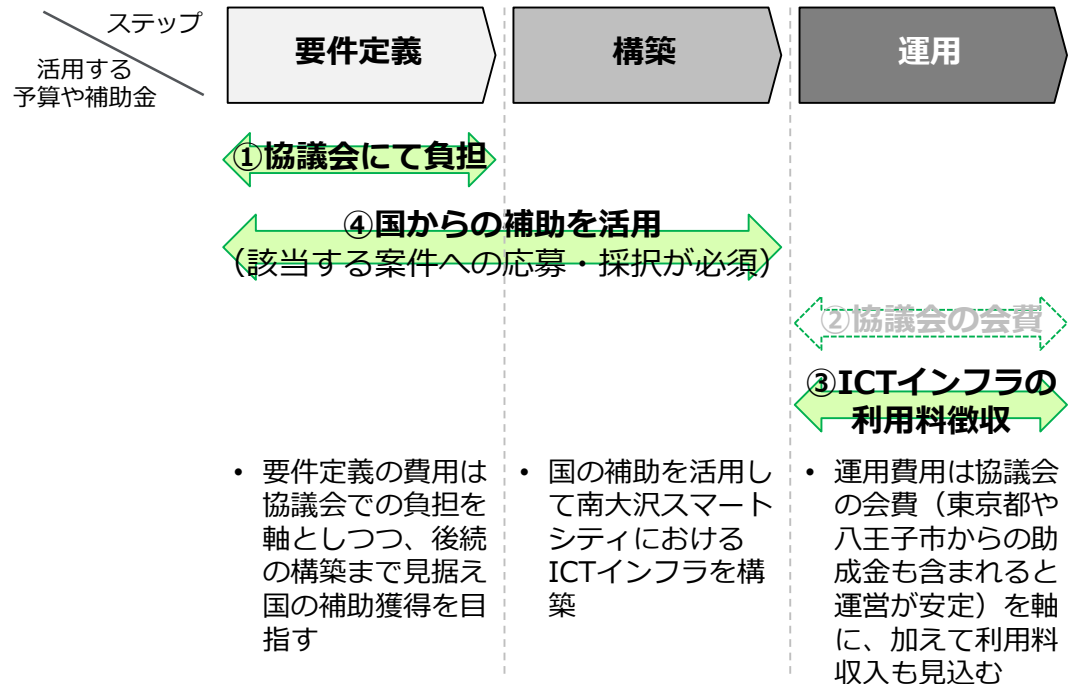 ステップ
活用する
予算や補助金
要件定義
構築
運用
①協議会にて負担
④国からの補助を活用
（該当する案件への応募・採択が必須）
②協議会の会費
③ICTインフラの
利用料徴収
• 要件定義の費用は
協議会での負担を
軸としつつ、後続
の構築まで見据え
国の補助獲得を目
指す
• 国の補助を活用し
て南大沢スマート
シティにおける
ICTインフラを構
築
• 運用費用は協議会
の会費（東京都や
八王子市からの助
成金も含まれると
運営が安定）を軸
に、加えて利用料
収入も見込む